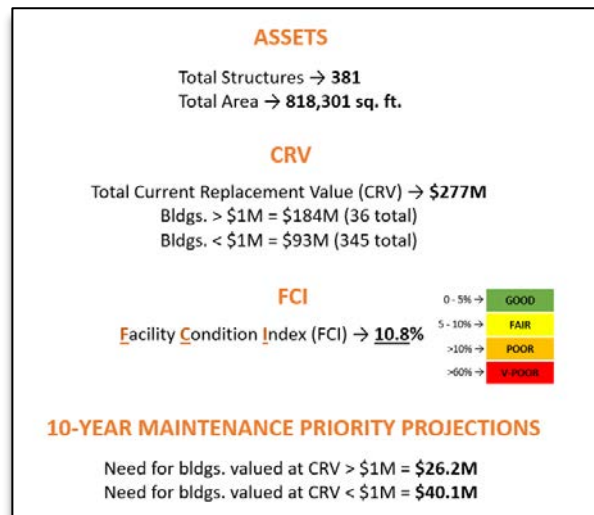 ASSETS
Total Structures → 381
Total Area → 818,301 sq. ft.
CRV
Total Current Replacement Value (CRV) → $277M
Bldgs. > $1M = $184M (36 total)
Bldgs. < $1M = $93M (345 total)
FCI
Facility Condition Index (FCI) → 10.8%
0 - 5% → GOOD
5 - 10% → FAIR
>10% → POOR
>60% → V-POOR
10-YEAR MAINTENANCE PRIORITY PROJECTIONS
Need for bldgs. valued at CRV > $1M = $26.2M
Need for bldgs. valued at CRV < $1M = $40.1M